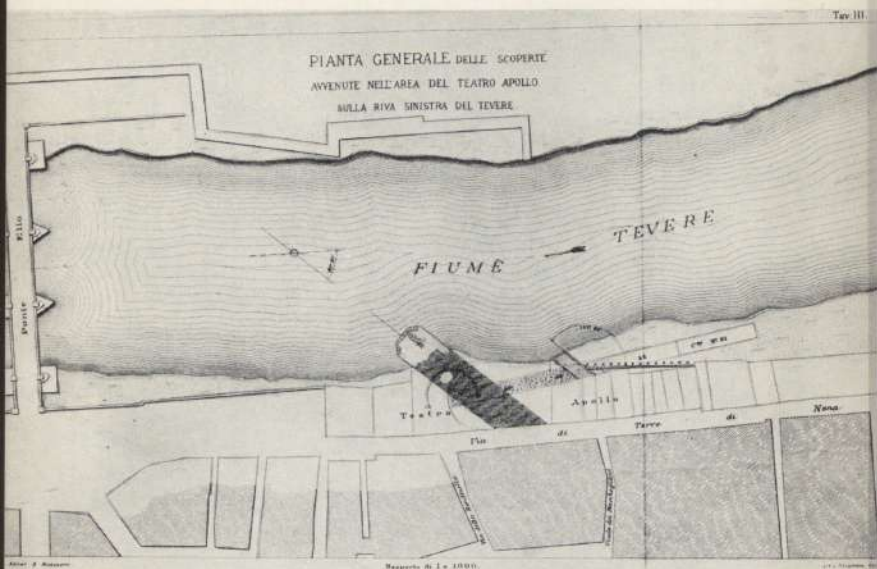 Tav III.
PIANTA GENERALE DELLE SCOPERTE
AVVENUTE NELL'AREA DEL TEATRO APOLLO
SULLA RIVA SINISTRA DEL TEVERE
Ponte Elio
FIUME TEVERE
Teatro Apollo
Via di Torre di Nona